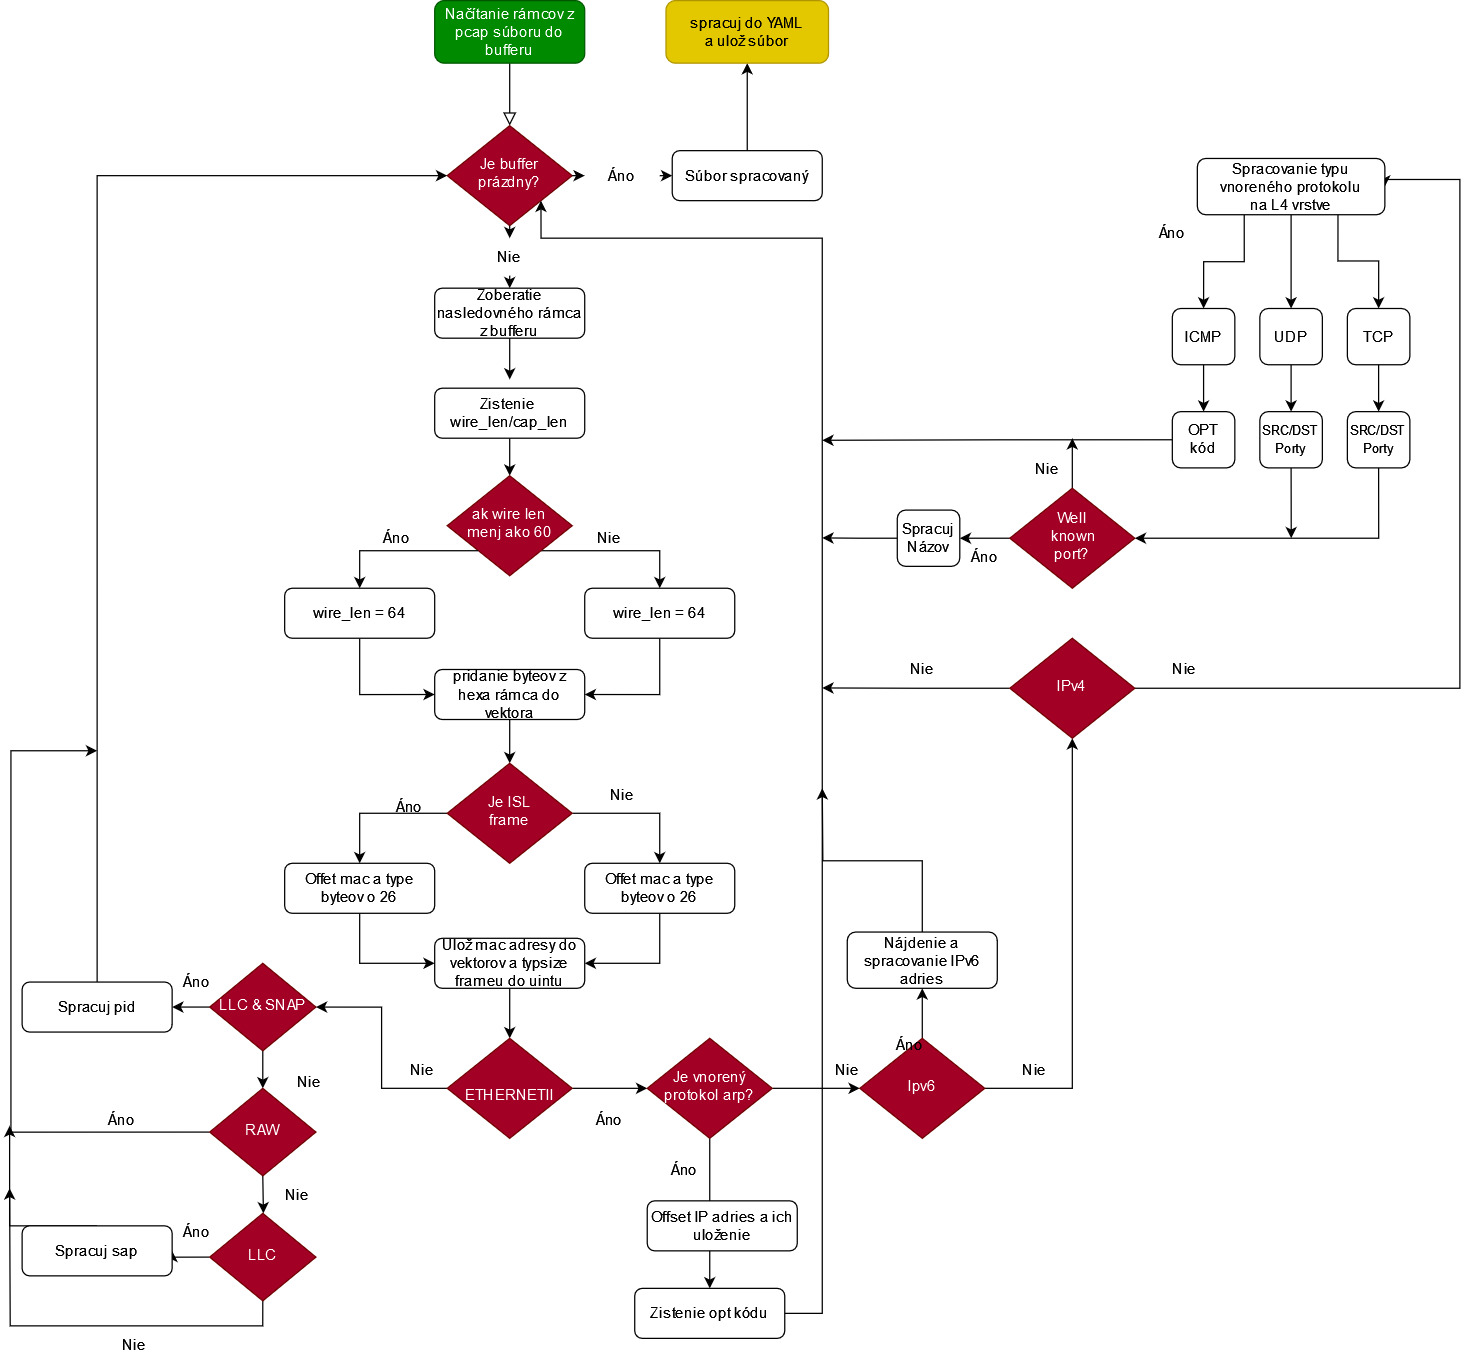 Načítanie rámcov z
pcap súboru do
bufferu
spracuj do YAML
a ulož súbor
Je buffer
prázdny?
Áno
Súbor spracovaný
Nie
Zoberatie
nasledovného rámca
z bufferu
Zistenie
wire_len/cap_len
ak wire len
menj ako 60
Áno
Nie
wire_len = 64
wire_len = 64
pridanie byteov z
hexa rámca do
vektora
Je ISL
frame
Áno
Nie
Offet mac a type
byteov o 26
Offet mac a type
byteov o 26
Ulož mac adresy do
vektorov a typsize
frameu do uintu
ETHERNETII
Nie
Áno
LLC & SNAP
Áno
Spracuj pid
Nie
RAW
Áno
Nie
LLC
Áno
Spracuj sap
Nie
Je vnorený
protokol arp?
Áno
Nie
Offset IP adries a ich
uloženie
Zistenie opt kódu
Ipv6
Áno
Nie
Nájdenie a
spracovanie IPv6
adries
IPv4
Nie
Nie
Spracovanie typu
vnoreného protokolu
na L4 vrstve
Áno
ICMP
UDP
TCP
OPT
kód
SRC/DST
Porty
SRC/DST
Porty
Well
known
port?
Nie
Áno
Spracuj
Názov